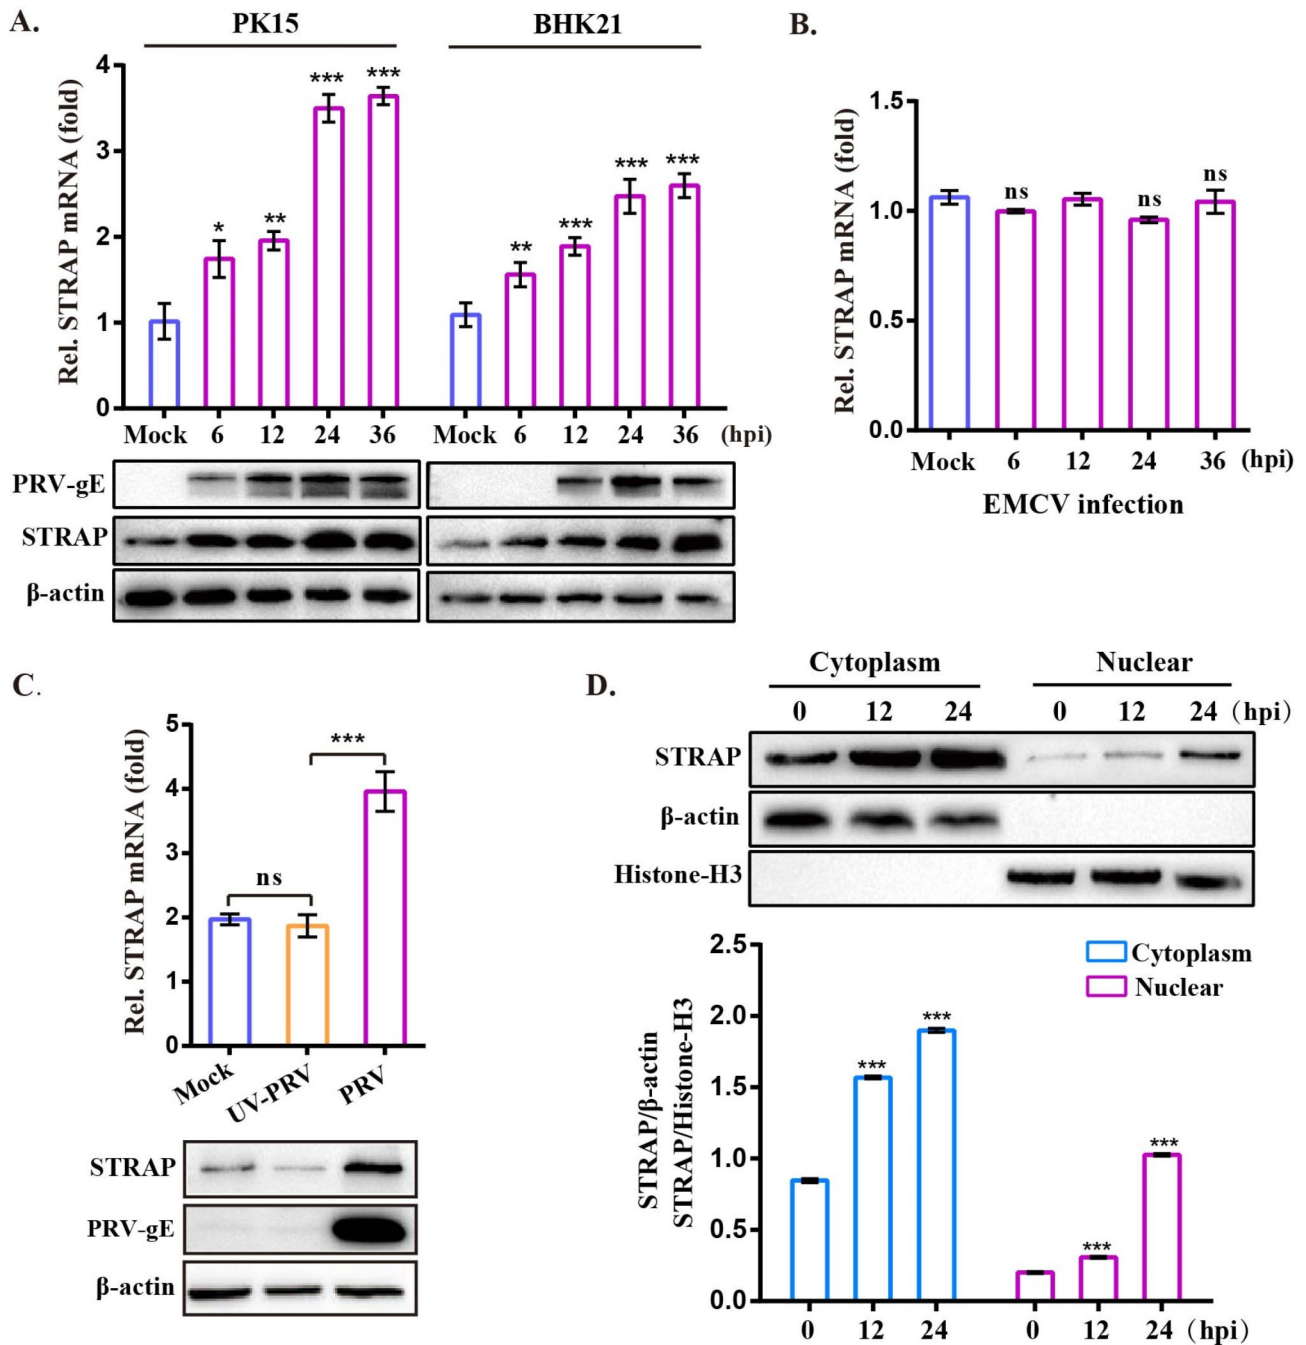 A.
PK15
BHK21
Rel. STRAP mRNA (fold)
4
3
2
1
0
*
**
***
***
**
***
***
***
Mock 6 12 24 36 Mock 6 12 24 36 (hpi)
PRV-gE
STRAP
β-actin
B.
Rel. STRAP mRNA (fold)
1.5
1.0
0.5
0.0
ns
ns
ns
Mock 6 12 24 36 (hpi)
EMCV infection
C.
Rel. STRAP mRNA (fold)
5
4
3
2
1
0
ns
***
Mock
UV-PRV
PRV
STRAP
PRV-gE
β-actin
D.
Cytoplasm Nuclear
0 12 24 0 12 24 (hpi)
STRAP
β-actin
Histone-H3
STRAP/β-actin
STRAP/Histone-H3
2.5
2.0
1.5
1.0
0.5
0.0
***
***
***
***
Cytoplasm
Nuclear
0 12 24 0 12 24 (hpi)